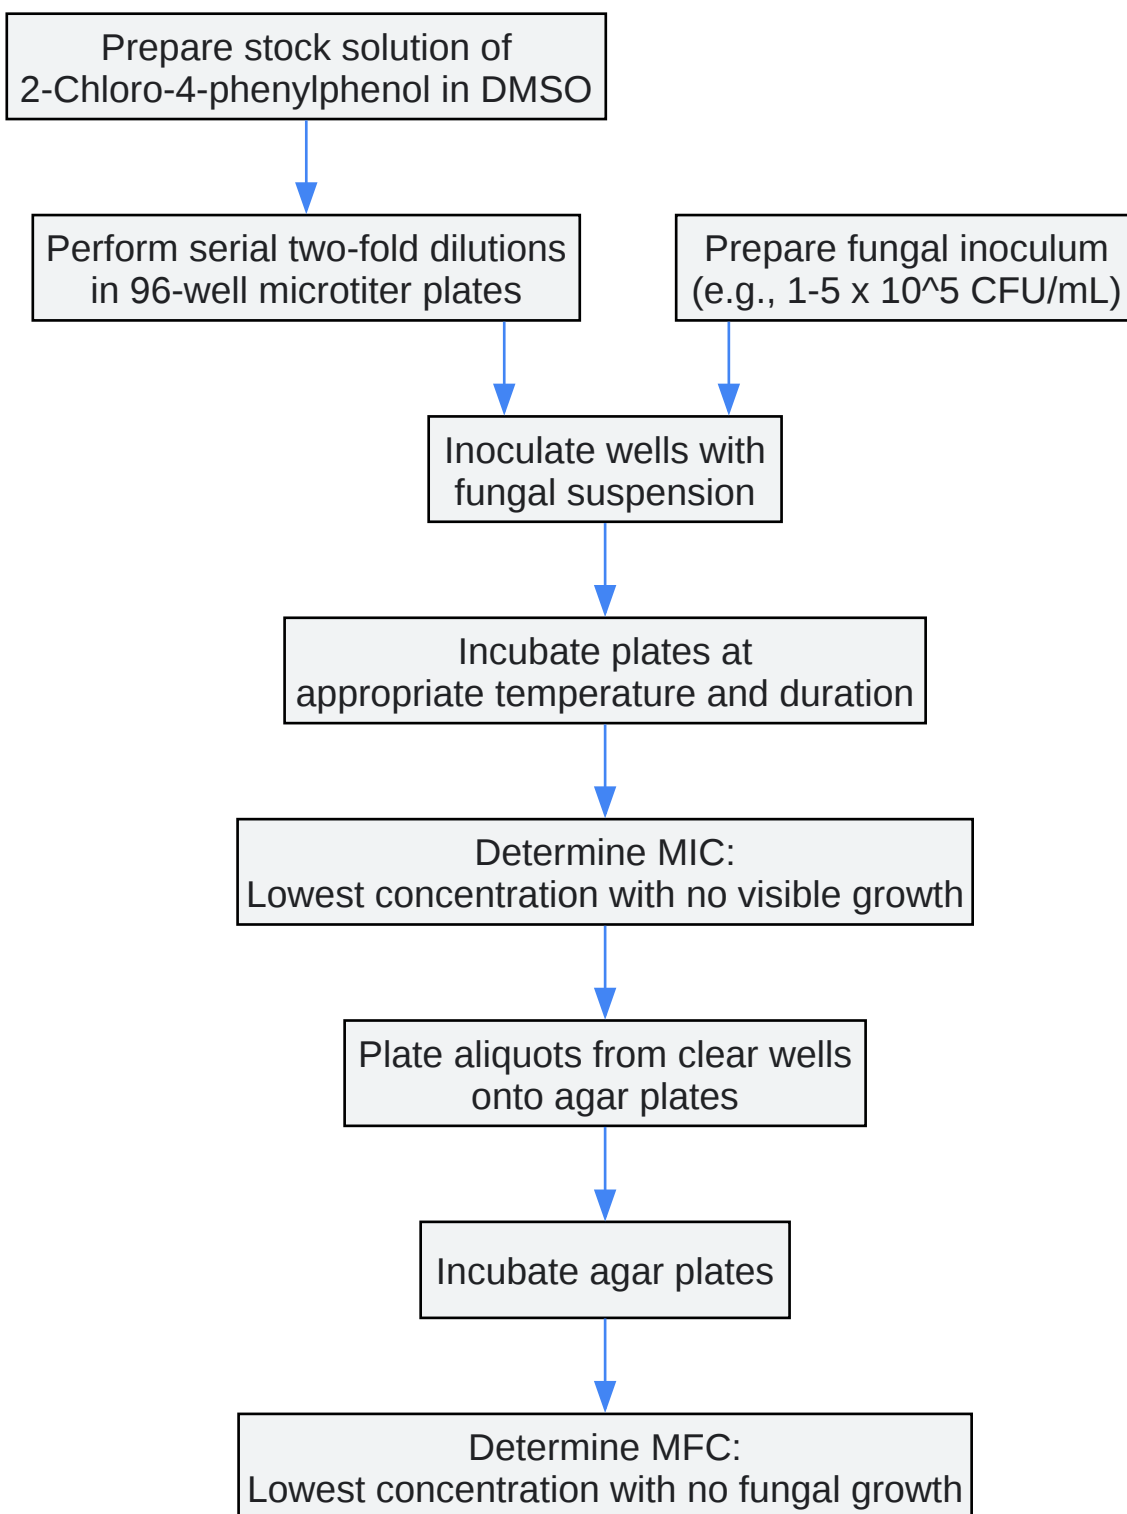 Prepare stock solution of
2-Chloro-4-phenylphenol in DMSO
Perform serial two-fold dilutions
in 96-well microtiter plates
Prepare fungal inoculum
(e.g., 1-5 x 10^5 CFU/mL)
Inoculate wells with
fungal suspension
Incubate plates at
appropriate temperature and duration
Determine MIC:
Lowest concentration with no visible growth
Plate aliquots from clear wells
onto agar plates
Incubate agar plates
Determine MFC:
Lowest concentration with no fungal growth